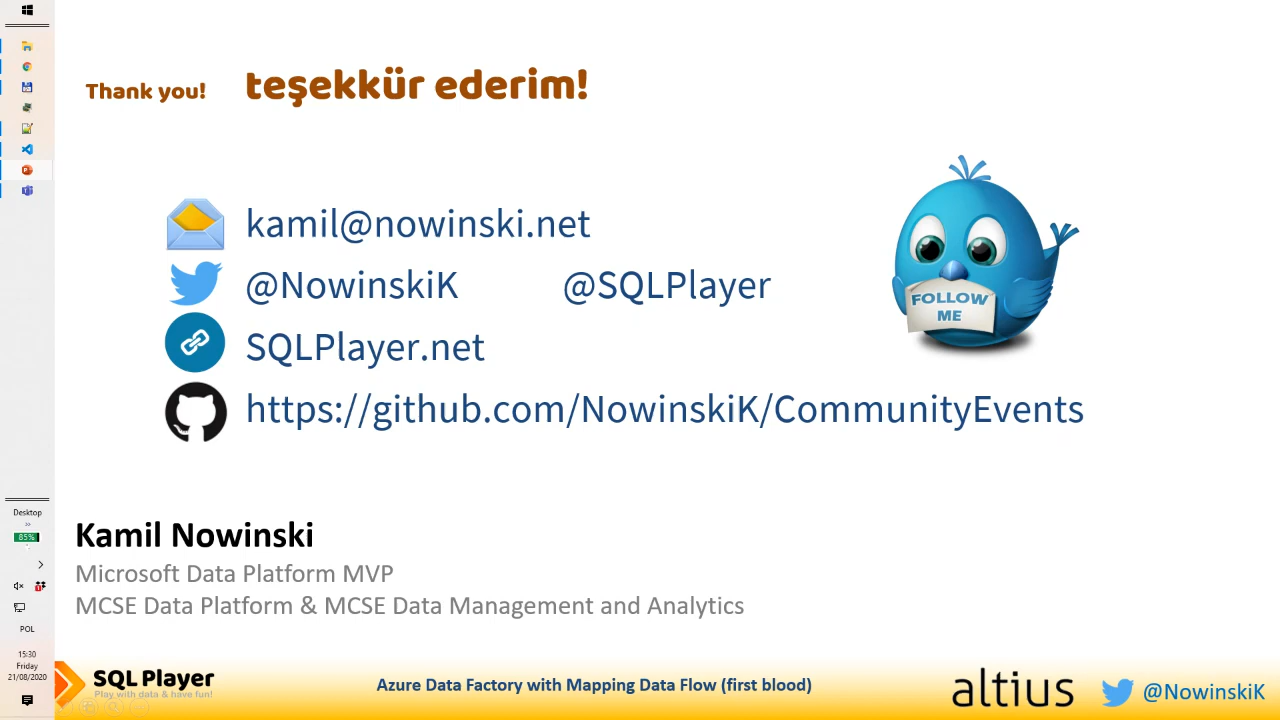 Thank you! teşekkür ederim!
kamil@nowinski.net
@NowinskiK @SQLPlayer
SQLPlayer.net
https://github.com/NowinskiK/CommunityEvents
FOLLOW
ME
Kamil Nowinski
Microsoft Data Platform MVP
MCSE Data Platform & MCSE Data Management and Analytics
SQL Player
Play with data & have fun!
Azure Data Factory with Mapping Data Flow (first blood)
altius
@NowinskiK
Desktop
85%
POL
15:30
Friday
21/08/2020